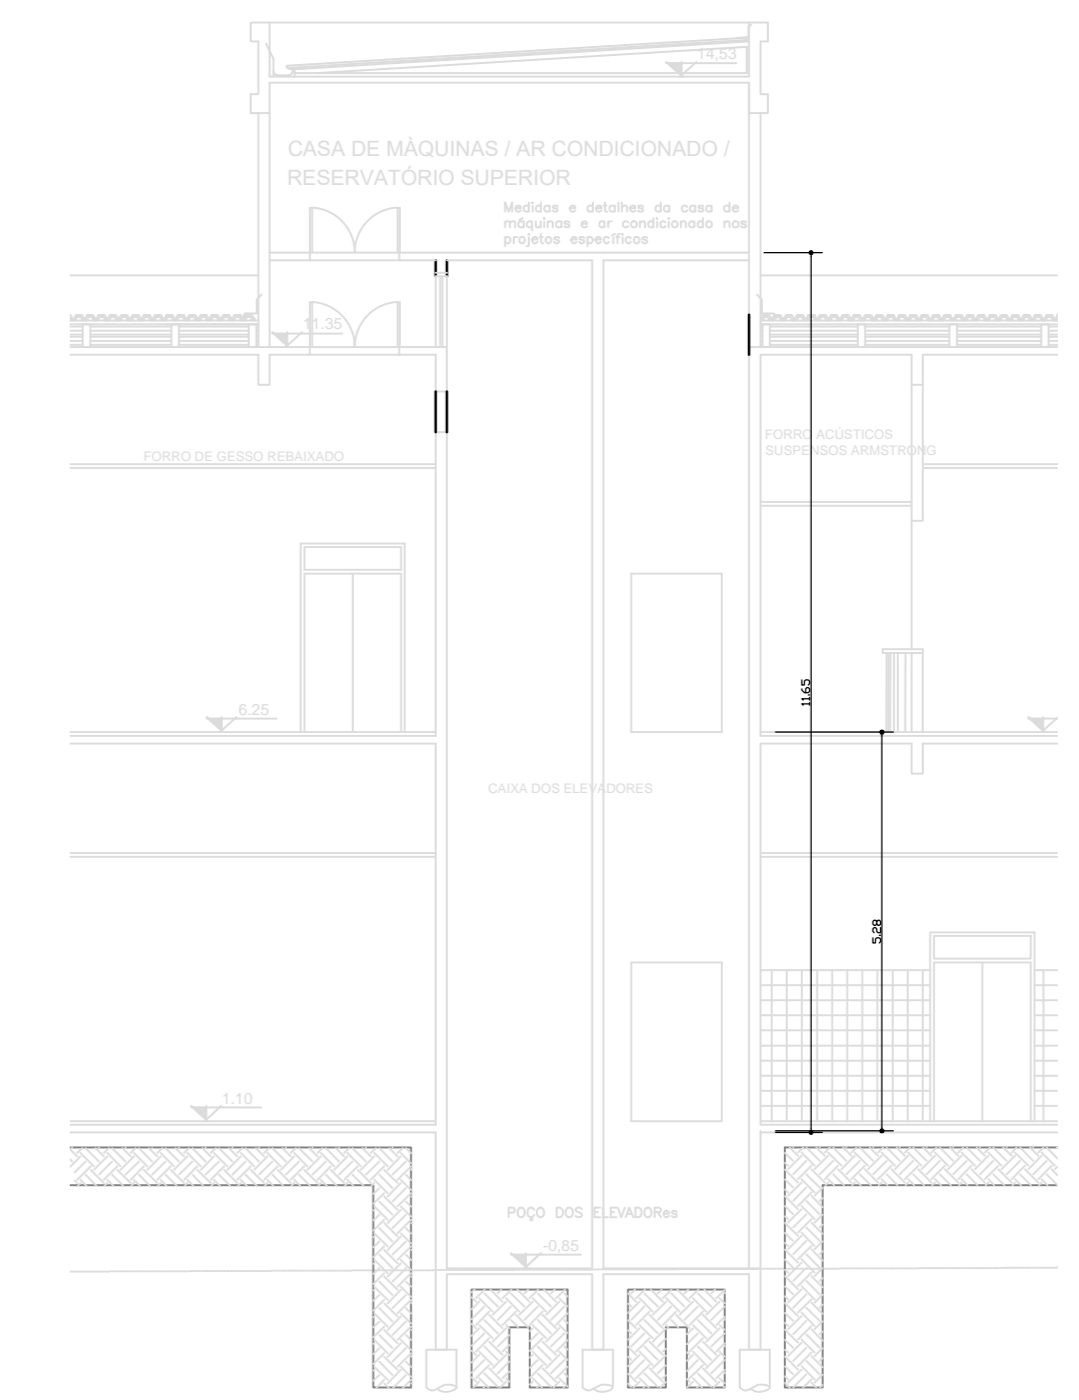 14,53
CASA DE MÀQUINAS / AR CONDICIONADO /
RESERVATÓRIO SUPERIOR
Medidas e detalhes da casa de
máquinas e ar condicionado nos
projetos específicos
11.35
FORRO ACÚSTICOS
SUSPENSOS ARMSTRONG
FORRO DE GESSO REBAIXADO
11.65
6.25
CAIXA DOS ELEVADORES
5.28
1.10
POÇO DOS ELEVADORes
-0,85